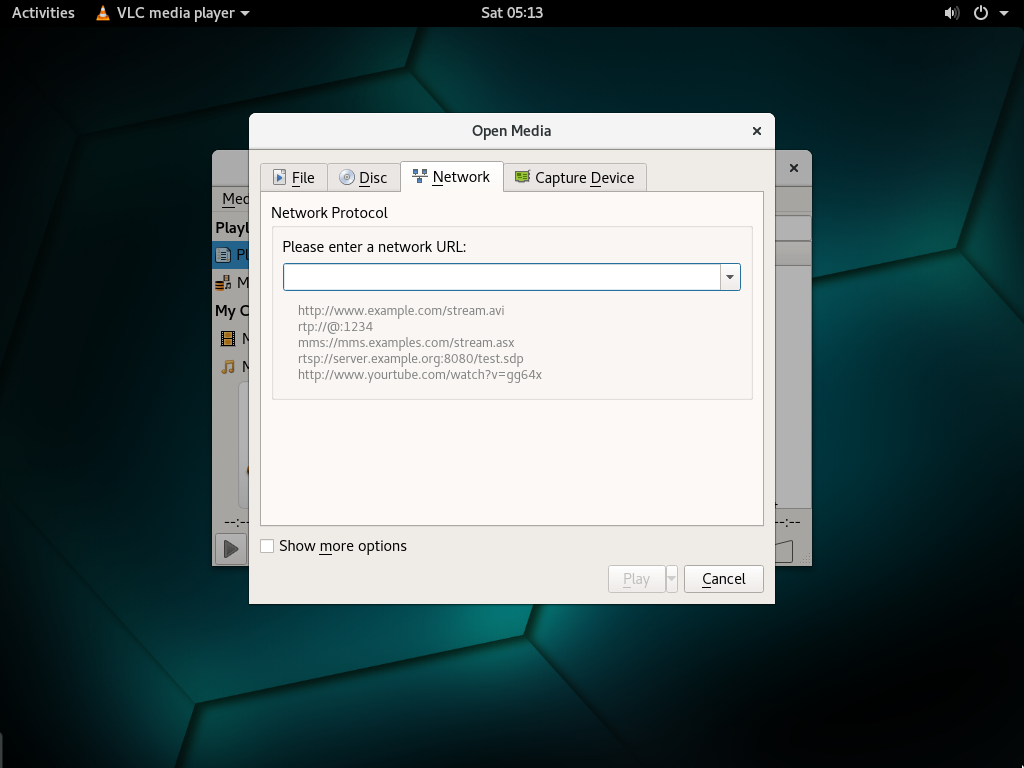 Activities VLC media player Sat 05:13
Open Media
File Disc Network Capture Device
Med
Network Protocol
Playl
Please enter a network URL:
Pl
M
http://www.example.com/stream.avi
My C
rtp://@:1234
mms://mms.examples.com/stream.asx
rtsp://server.example.org:8080/test.sdp
http://www.yourtube.com/watch?v=gg64x
--:-- --:--
Show more options
Play Cancel